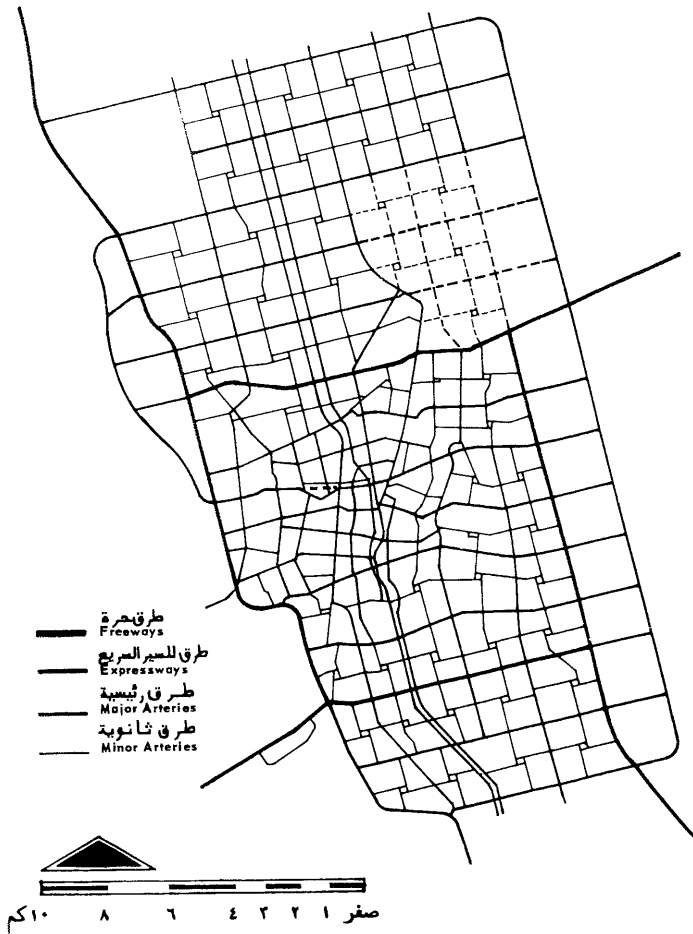 طرق حرة
Freeways
طرق للسير السريع
Expressways
طرق رئيسية
Major Arteries
طرق ثانوية
Minor Arteries
صفر ١ ٢ ٣ ٤ ٦ ٨ ١٠كم